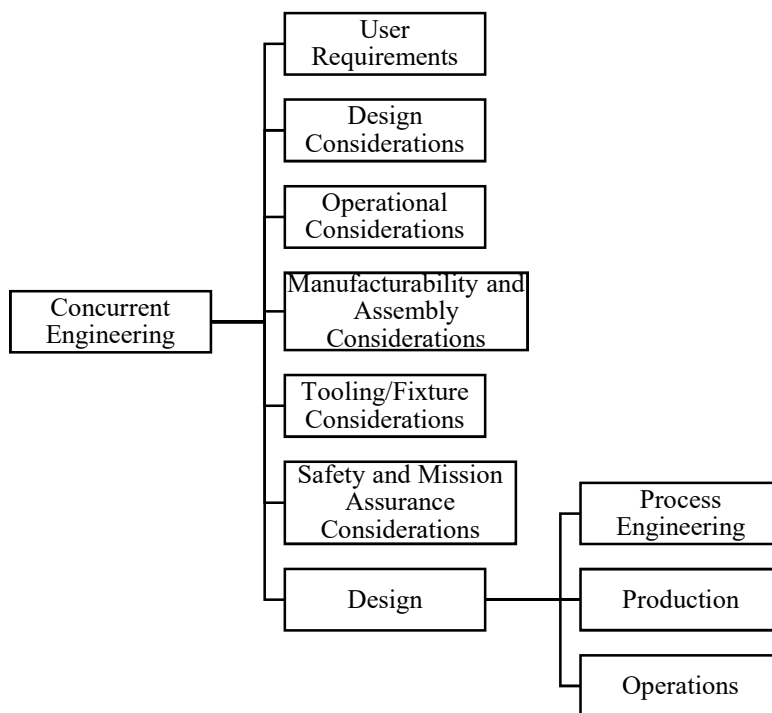 User
Requirements
Design
Considerations
Operational
Considerations
Manufacturability and
Assembly
Considerations
Concurrent
Engineering
Tooling/Fixture
Considerations
Safety and Mission
Assurance
Considerations
Design
Process
Engineering
Production
Operations